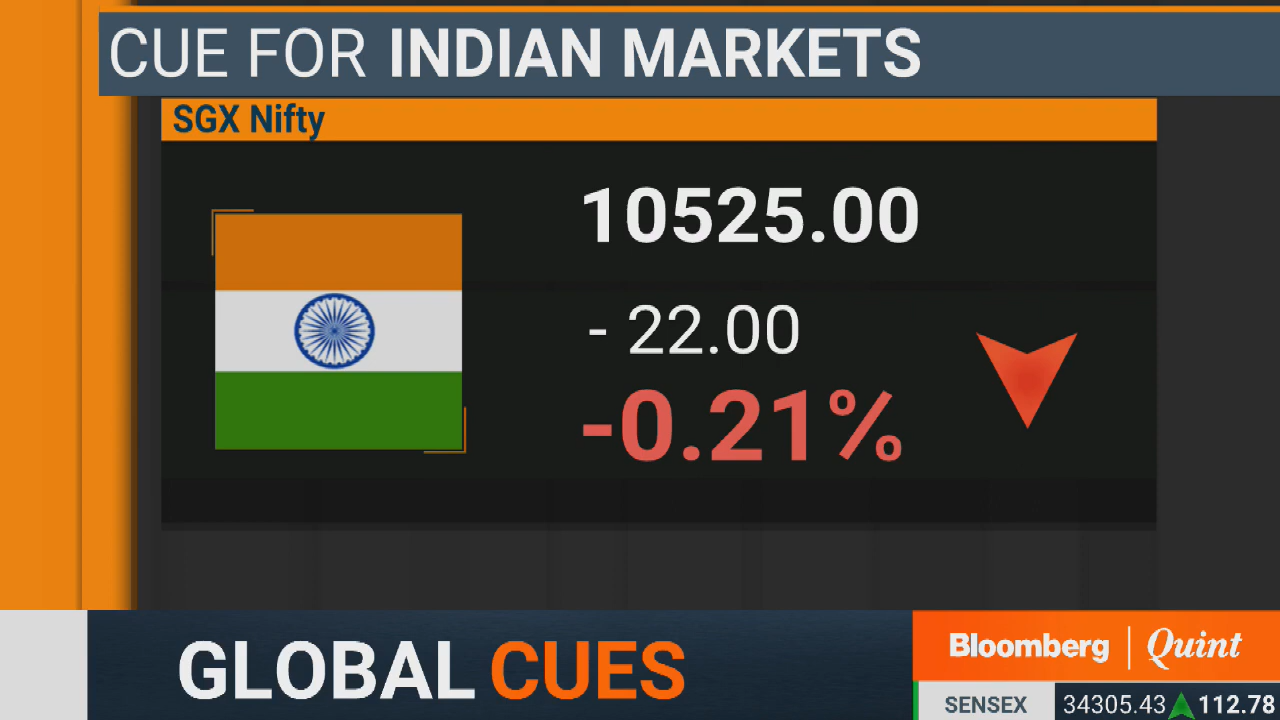 CUE FOR INDIAN MARKETS
SGX Nifty
10525.00
- 22.00
-0.21%
GLOBAL CUES
Bloomberg | Quint
SENSEX 34305.43 112.78